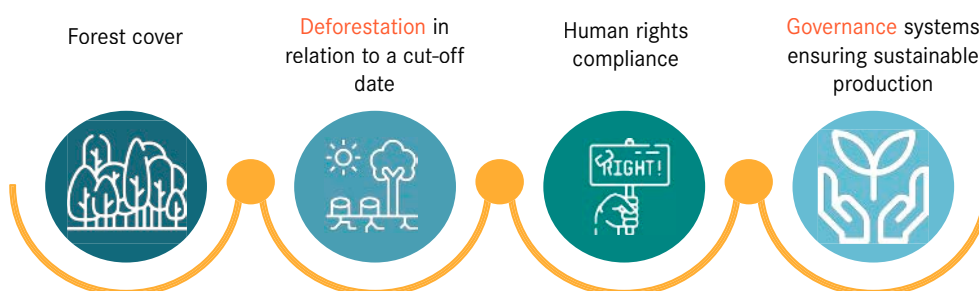 Forest cover
Deforestation in
relation to a cut-off
date
Human rights
compliance
Governance systems
ensuring sustainable
production
RIGHT!